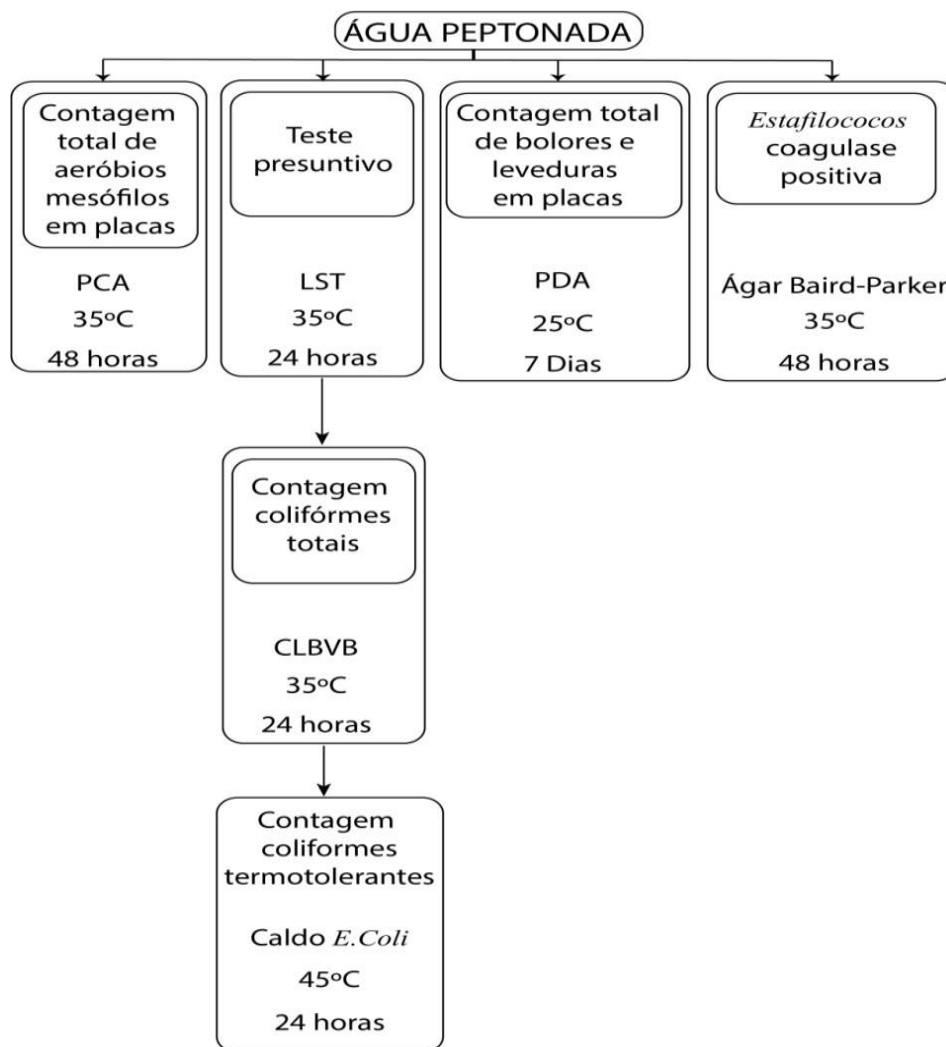 ÁGUA PEPTONADA
Contagem
total de
aeróbios
mesófilos
em placas
PCA
35ºC
48 horas
Teste
presuntivo
LST
35ºC
24 horas
Contagem total
de bolores e
leveduras
em placas
PDA
25ºC
7 Dias
Estafilococos
coagulase
positiva
Ágar Baird-Parker
35ºC
48 horas
Contagem
colifórmes
totais
CLBVB
35ºC
24 horas
Contagem
coliformes
termotolerantes
Caldo E.Coli
45ºC
24 horas